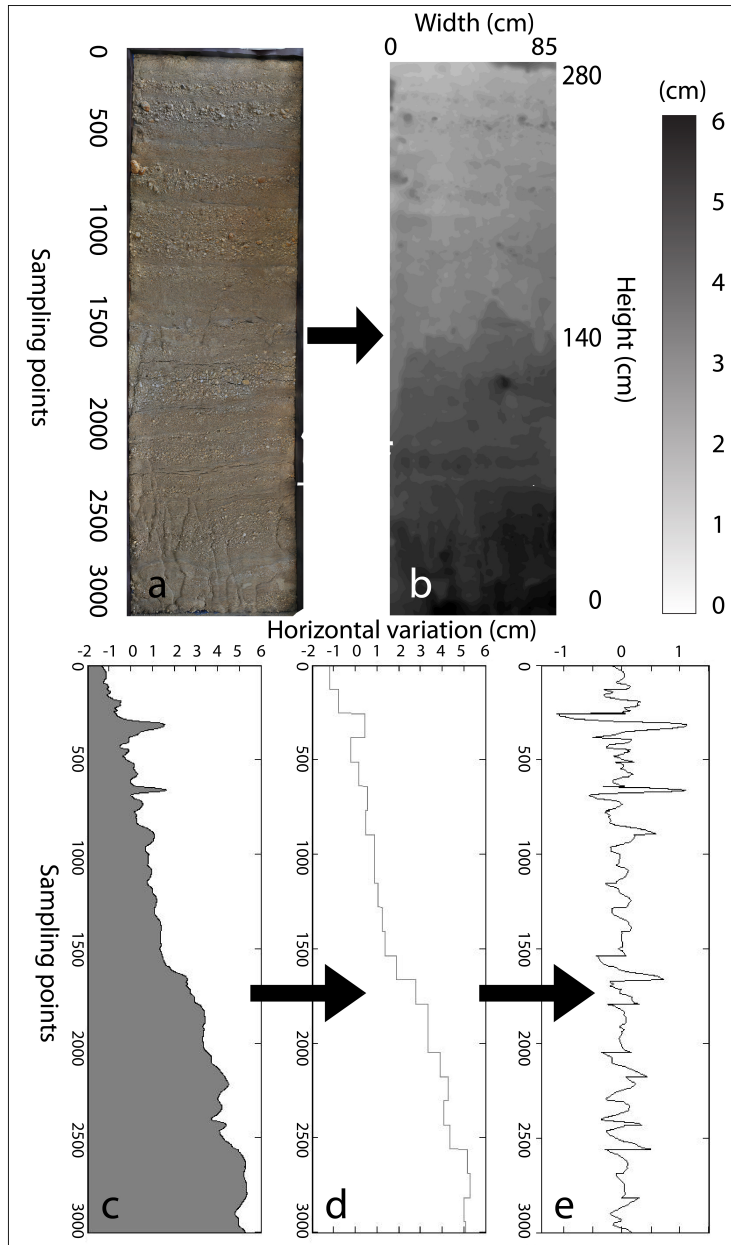 Width (cm)
0 85
0
500
1000
1500
2000
2500
3000
Sampling points
a
280
140
0
Height (cm)
b
(cm)
6
5
4
3
2
1
0
Horizontal variation (cm)
-2 -1 0 1 2 3 4 5 6
-2 -1 0 1 2 3 4 5 6
-1 0 1
0
500
1000
1500
2000
2500
3000
Sampling points
c
0
500
1000
1500
2000
2500
3000
d
0
500
1000
1500
2000
2500
3000
e